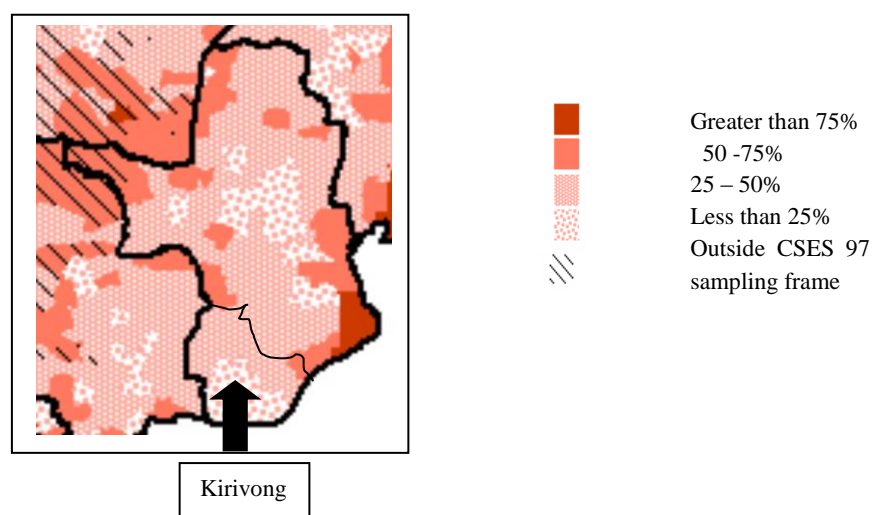 Greater than 75%
50 -75%
25 – 50%
Less than 25%
Outside CSES 97
sampling frame
Kirivong